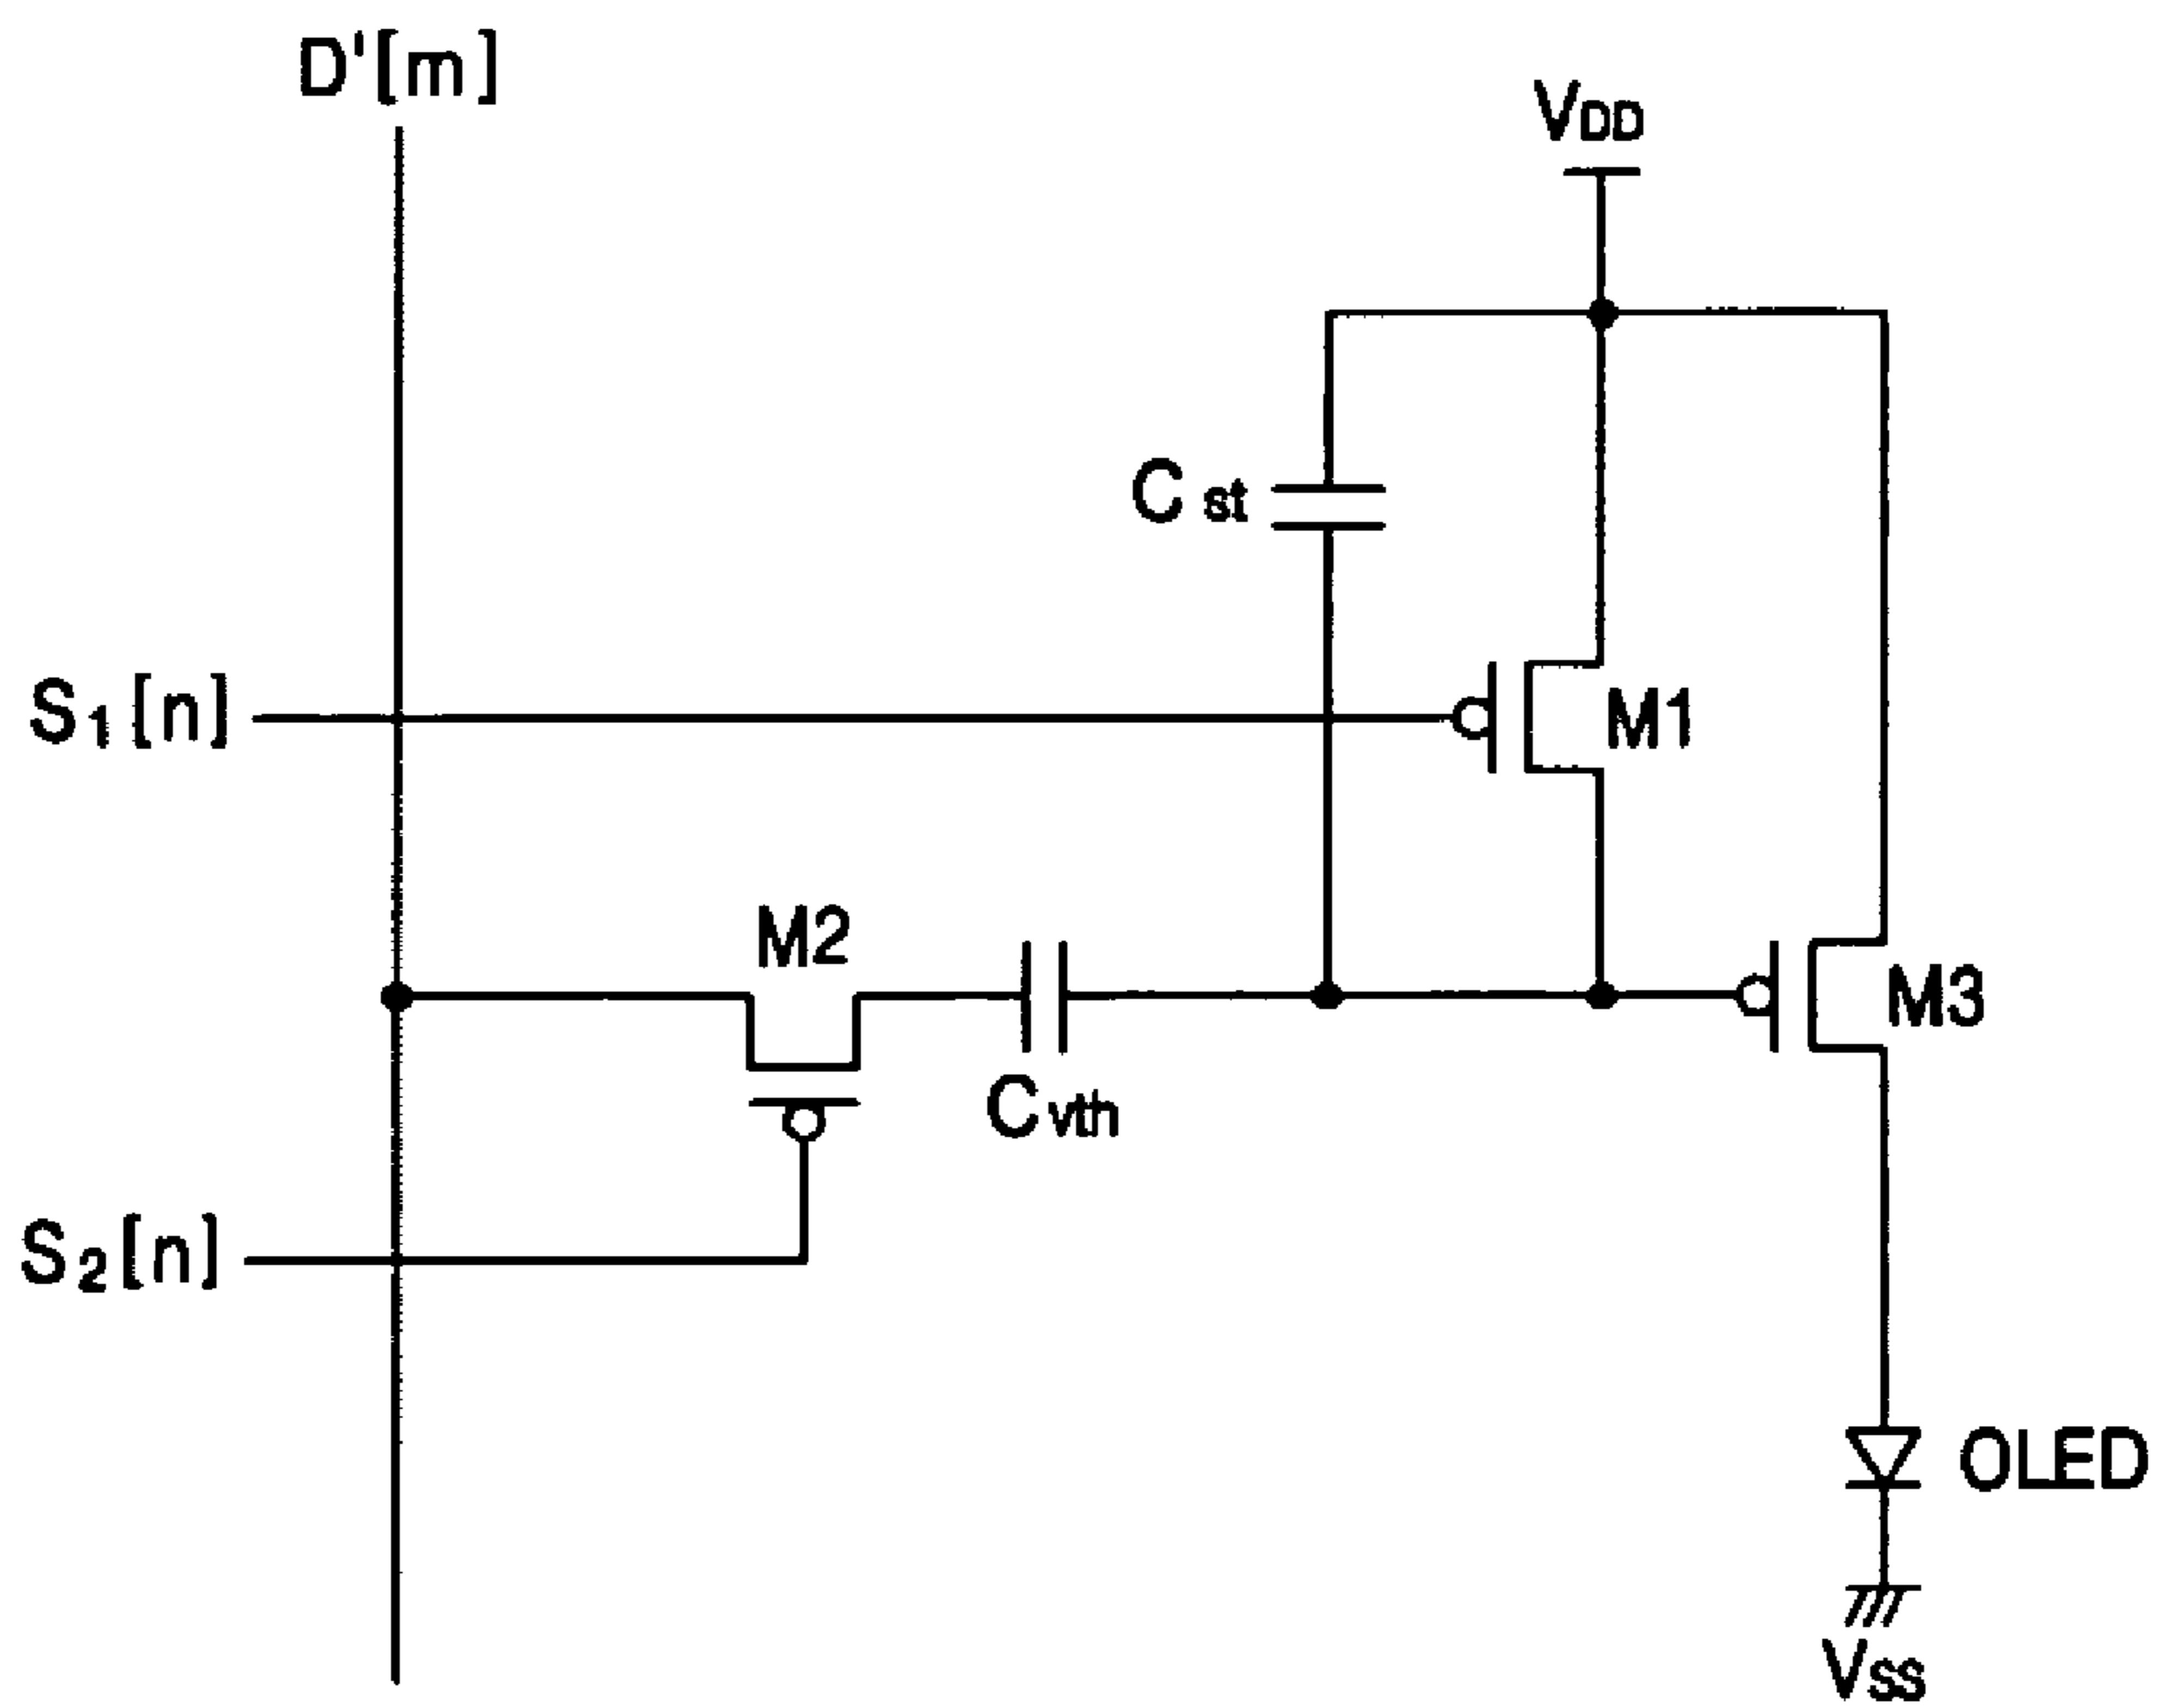 D'[m]
VDD
Cst
S1[n]
M1
M2
M3
Cvth
S2[n]
OLED
VSS